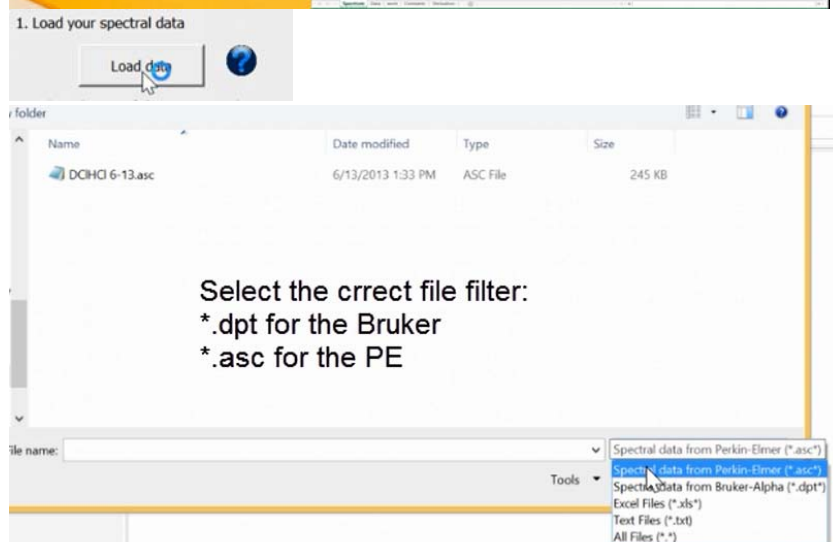 1. Load your spectral data
Load data
?
folder
Name Date modified Type Size
DCIHCl 6-13.asc 6/13/2013 1:33 PM ASC File 245 KB
Select the crrect file filter:
*.dpt for the Bruker
*.asc for the PE
ile name: Spectral data from Perkin-Elmer (*.asc*)
Tools
Spectral data from Perkin-Elmer (*.asc*)
Spectral data from Bruker-Alpha (*.dpt*)
Excel Files (*.xls*)
Text Files (*.txt)
All Files (*.*)